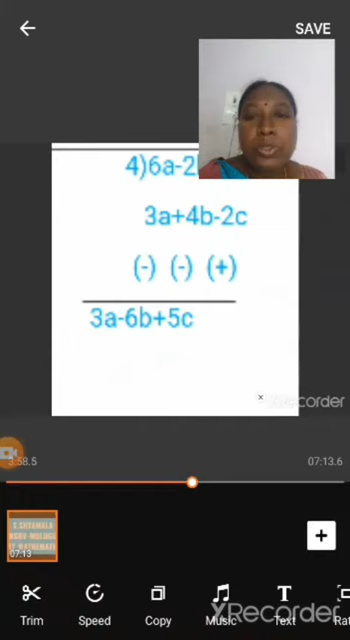 SAVE
4)6a-2
3a+4b-2c
(-) (-) (+)
3a-6b+5c
XRecorder
3:58.5
07:13.6
07:13
Trim
Speed
Copy
Music
Text
XRecorder